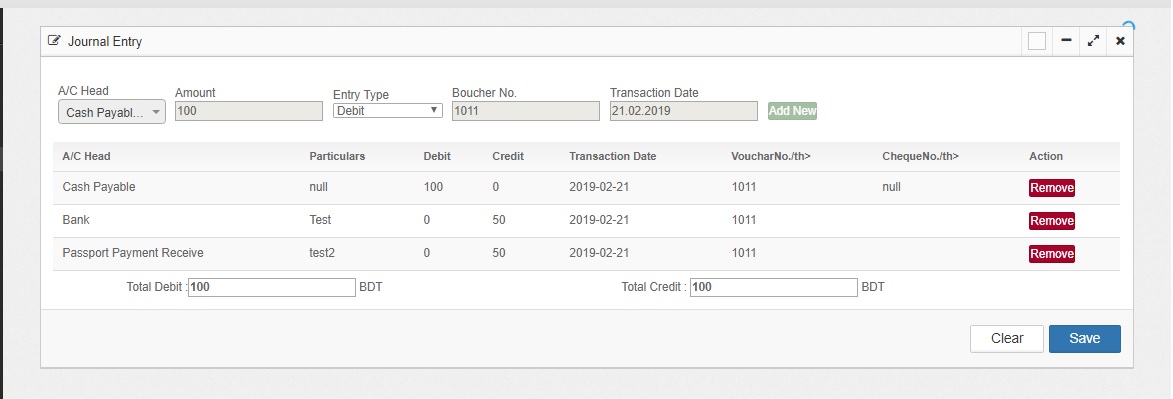 Journal Entry
A/C Head Amount Entry Type Boucher No. Transaction Date
Cash Payabl... 100 Debit 1011 21.02.2019 Add New
A/C Head Particulars Debit Credit Transaction Date VoucharNo./th> ChequeNo./th> Action
Cash Payable null 100 0 2019-02-21 1011 null Remove
Bank Test 0 50 2019-02-21 1011 Remove
Passport Payment Receive test2 0 50 2019-02-21 1011 Remove
Total Debit : 100 BDT Total Credit : 100 BDT
Clear Save